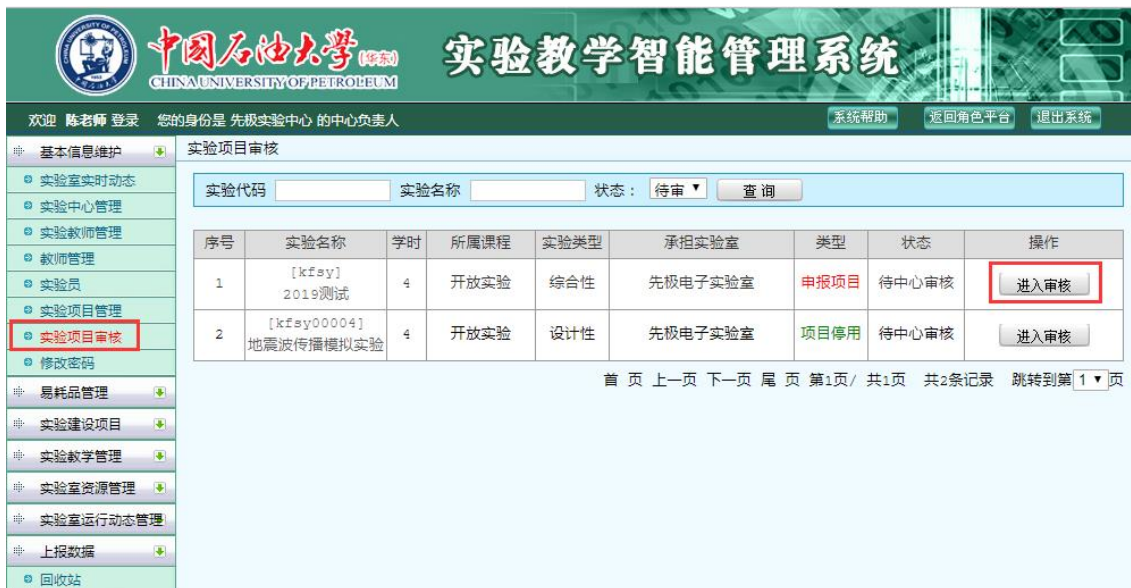 中国石油大学(华东)
CHINA UNIVERSITY OF PETROLEUM
实验教学智能管理系统
欢迎 陈老师 登录 您的身份是 先极实验中心 的中心负责人
系统帮助 返回角色平台 退出系统
基本信息维护
实验室实时动态
实验中心管理
实验教师管理
教师管理
实验员
实验项目管理
实验项目审核
修改密码
易耗品管理
实验建设项目
实验教学管理
实验室资源管理
实验室运行动态管理
上报数据
回收站
实验项目审核
实验代码 实验名称 状态： 待审 查询
序号 实验名称 学时 所属课程 实验类型 承担实验室 类型 状态 操作
1 [kfsy] 2019测试 4 开放实验 综合性 先极电子实验室 申报项目 待中心审核 进入审核
2 [kfsy00004] 地震波传播模拟实验 4 开放实验 设计性 先极电子实验室 项目停用 待中心审核 进入审核
首 页 上一页 下一页 尾 页 第1页/ 共1页 共2条记录 跳转到第 1 页